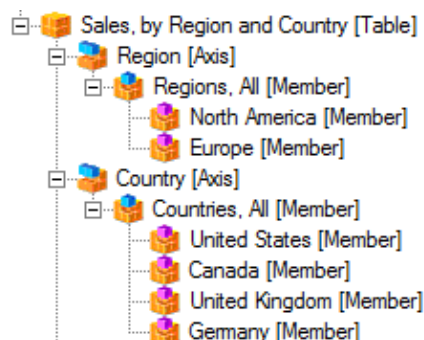 Sales, by Region and Country [Table]
Region [Axis]
Regions, All [Member]
North America [Member]
Europe [Member]
Country [Axis]
Countries, All [Member]
United States [Member]
Canada [Member]
United Kingdom [Member]
Germany [Member]